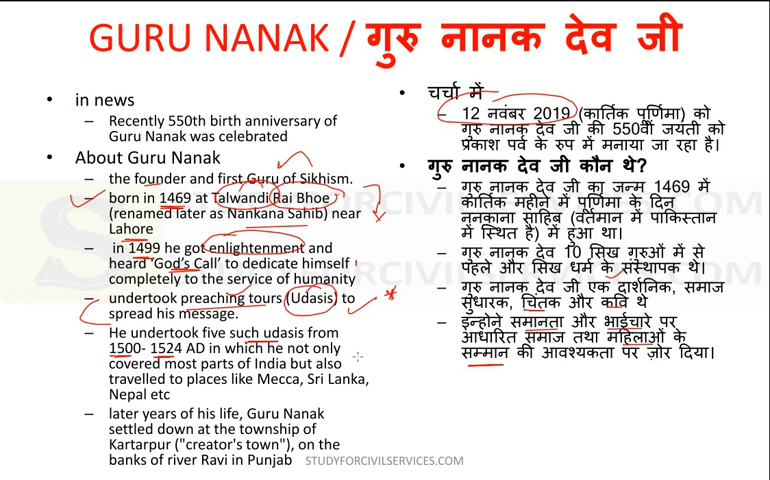 GURU NANAK / गुरु नानक देव जी
• in news
– Recently 550th birth anniversary of
Guru Nanak was celebrated
• About Guru Nanak
– the founder and first Guru of Sikhism.
– born in 1469 at Talwandi Rai Bhoe
(renamed later as Nankana Sahib) near
Lahore
– in 1499 he got enlightenment and
heard 'God's Call' to dedicate himself
completely to the service of humanity
– undertook preaching tours (Udasis) to
spread his message.
– He undertook five such udasis from
1500- 1524 AD in which he not only
covered most parts of India but also
travelled to places like Mecca, Sri Lanka,
Nepal etc
– later years of his life, Guru Nanak
settled down at the township of
Kartarpur ("creator's town"), on the
banks of river Ravi in Punjab
• चर्चा में
– 12 नवंबर 2019 (कार्तिक पूर्णिमा) को
गुरु नानक देव जी की 550वीं जयंती को
प्रकाश पर्व के रुप में मनाया जा रहा है।
• गुरु नानक देव जी कौन थे?
– गुरु नानक देव जी का जन्म 1469 में
कार्तिक महीने में पूर्णिमा के दिन
ननकाना साहिब (वर्तमान में पाकिस्तान
में स्थित है) में हुआ था।
– गुरु नानक देव 10 सिख गुरुओं में से
पहले और सिख धर्म के संस्थापक थे।
– गुरु नानक देव जी एक दार्शनिक, समाज
सुधारक, चिंतक और कवि थे
– इन्होने समानता और भाईचारे पर
आधारित समाज तथा महिलाओं के
सम्मान की आवश्यकता पर ज़ोर दिया।
STUDYFORCIVILSERVICES.COM